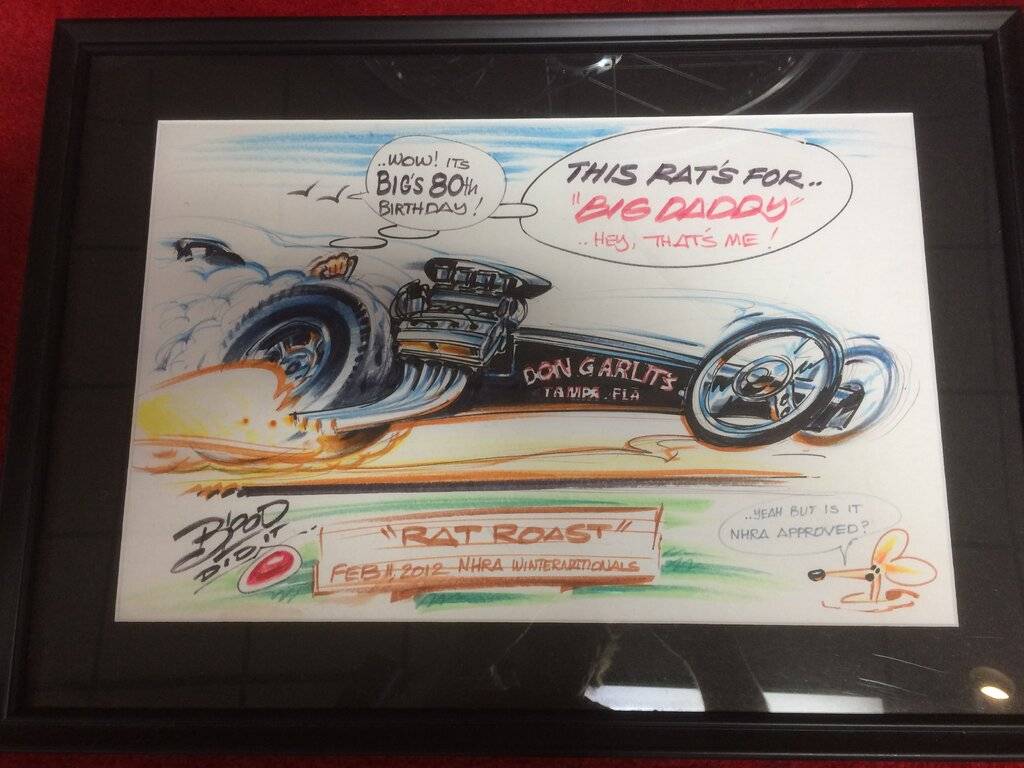 ..WOW! ITS
BIG'S 80th
BIRTHDAY!
THIS RAT'S FOR..
"BIG DADDY"
..HEY, THAT'S ME!
DON GARLITS
TAMPA FLA
"RAT ROAST"
FEB 11, 2012 NHRA WINTERNATIONALS
..YEAH BUT IS IT
NHRA APPROVED?
B'POD
D.D. IT